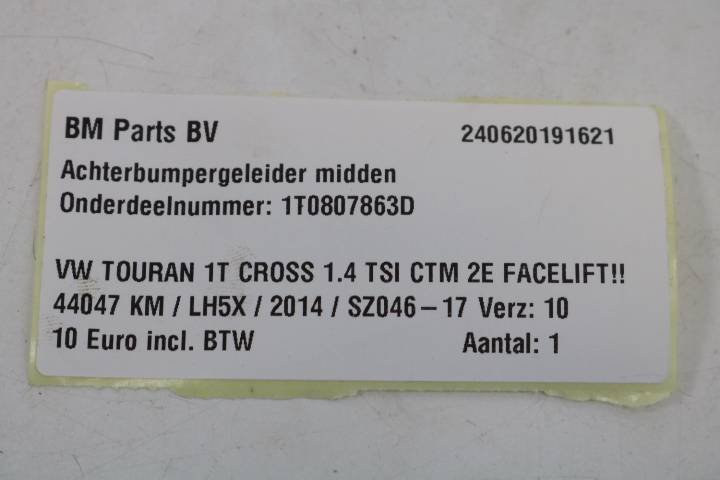 BM Parts BV 240620191621
Achterbumpergeleider midden
Onderdeelnummer: 1T0807863D
VW TOURAN 1T CROSS 1.4 TSI CTM 2E FACELIFT!!
44047 KM / LH5X / 2014 / SZ046-17 Verz: 10
10 Euro incl. BTW Aantal: 1